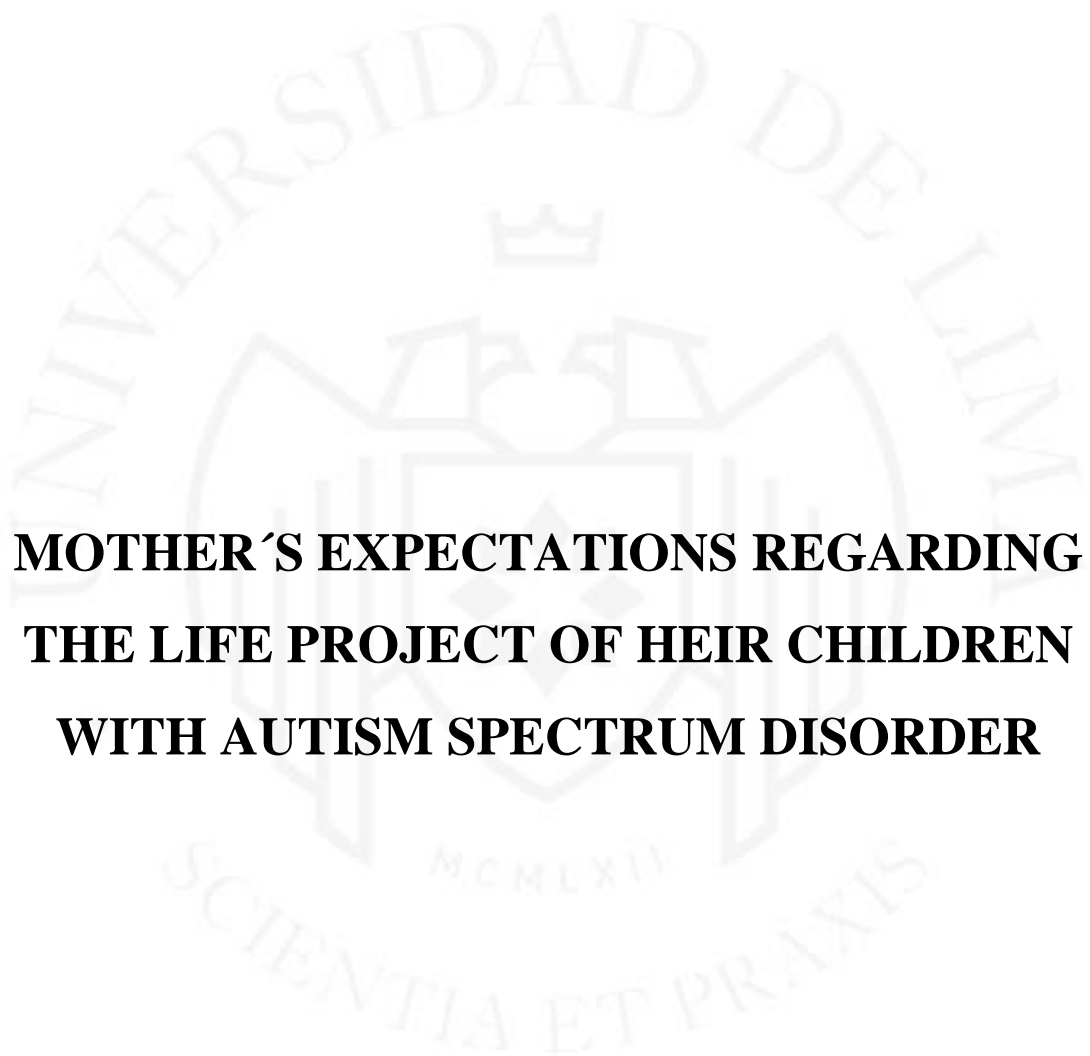 UNIVERSIDAD DE LIMA
MOTHER´S EXPECTATIONS REGARDING
THE LIFE PROJECT OF HEIR CHILDREN
WITH AUTISM SPECTRUM DISORDER
MCMLXII
SCIENTIA ET PRAXIS